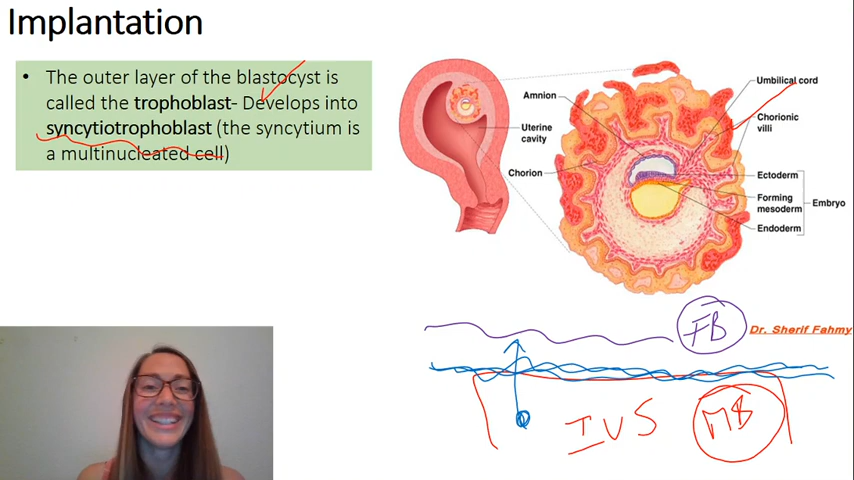 Implantation
• The outer layer of the blastocyst is
called the trophoblast- Develops into
syncytiotrophoblast (the syncytium is
a multinucleated cell)
Amnion
Uterine
cavity
Chorion
Umbilical cord
Chorionic
villi
Ectoderm
Forming
mesoderm
Embryo
Endoderm
FB
Dr. Sherif Fahmy
IVS
MB